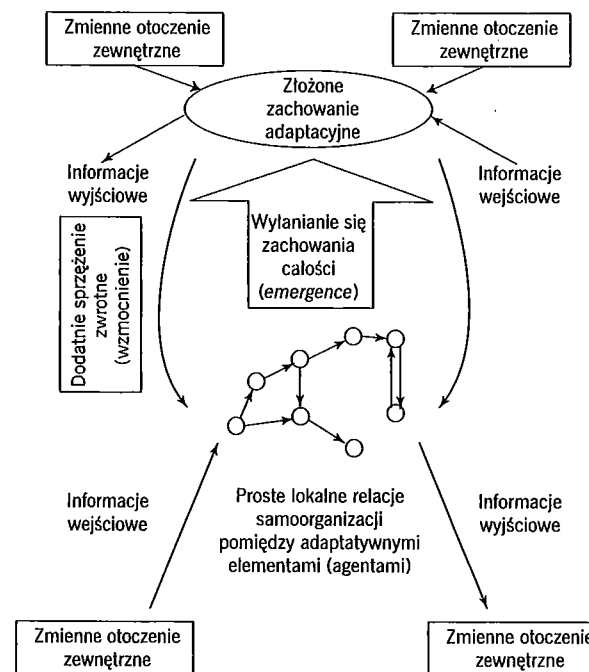 Zmienne otoczenie
zewnętrzne
Zmienne otoczenie
zewnętrzne
Złożone
zachowanie
adaptacyjne
Informacje
wyjściowe
Informacje
wejściowe
Wyłanianie się
zachowania
całości
(emergence)
Dodatnie sprzężenie
zwrotne
(wzmocnienie)
Informacje
wejściowe
Proste lokalne relacje
samoorganizacji
pomiędzy adaptatywnymi
elementami (agentami)
Informacje
wyjściowe
Zmienne otoczenie
zewnętrzne
Zmienne otoczenie
zewnętrzne